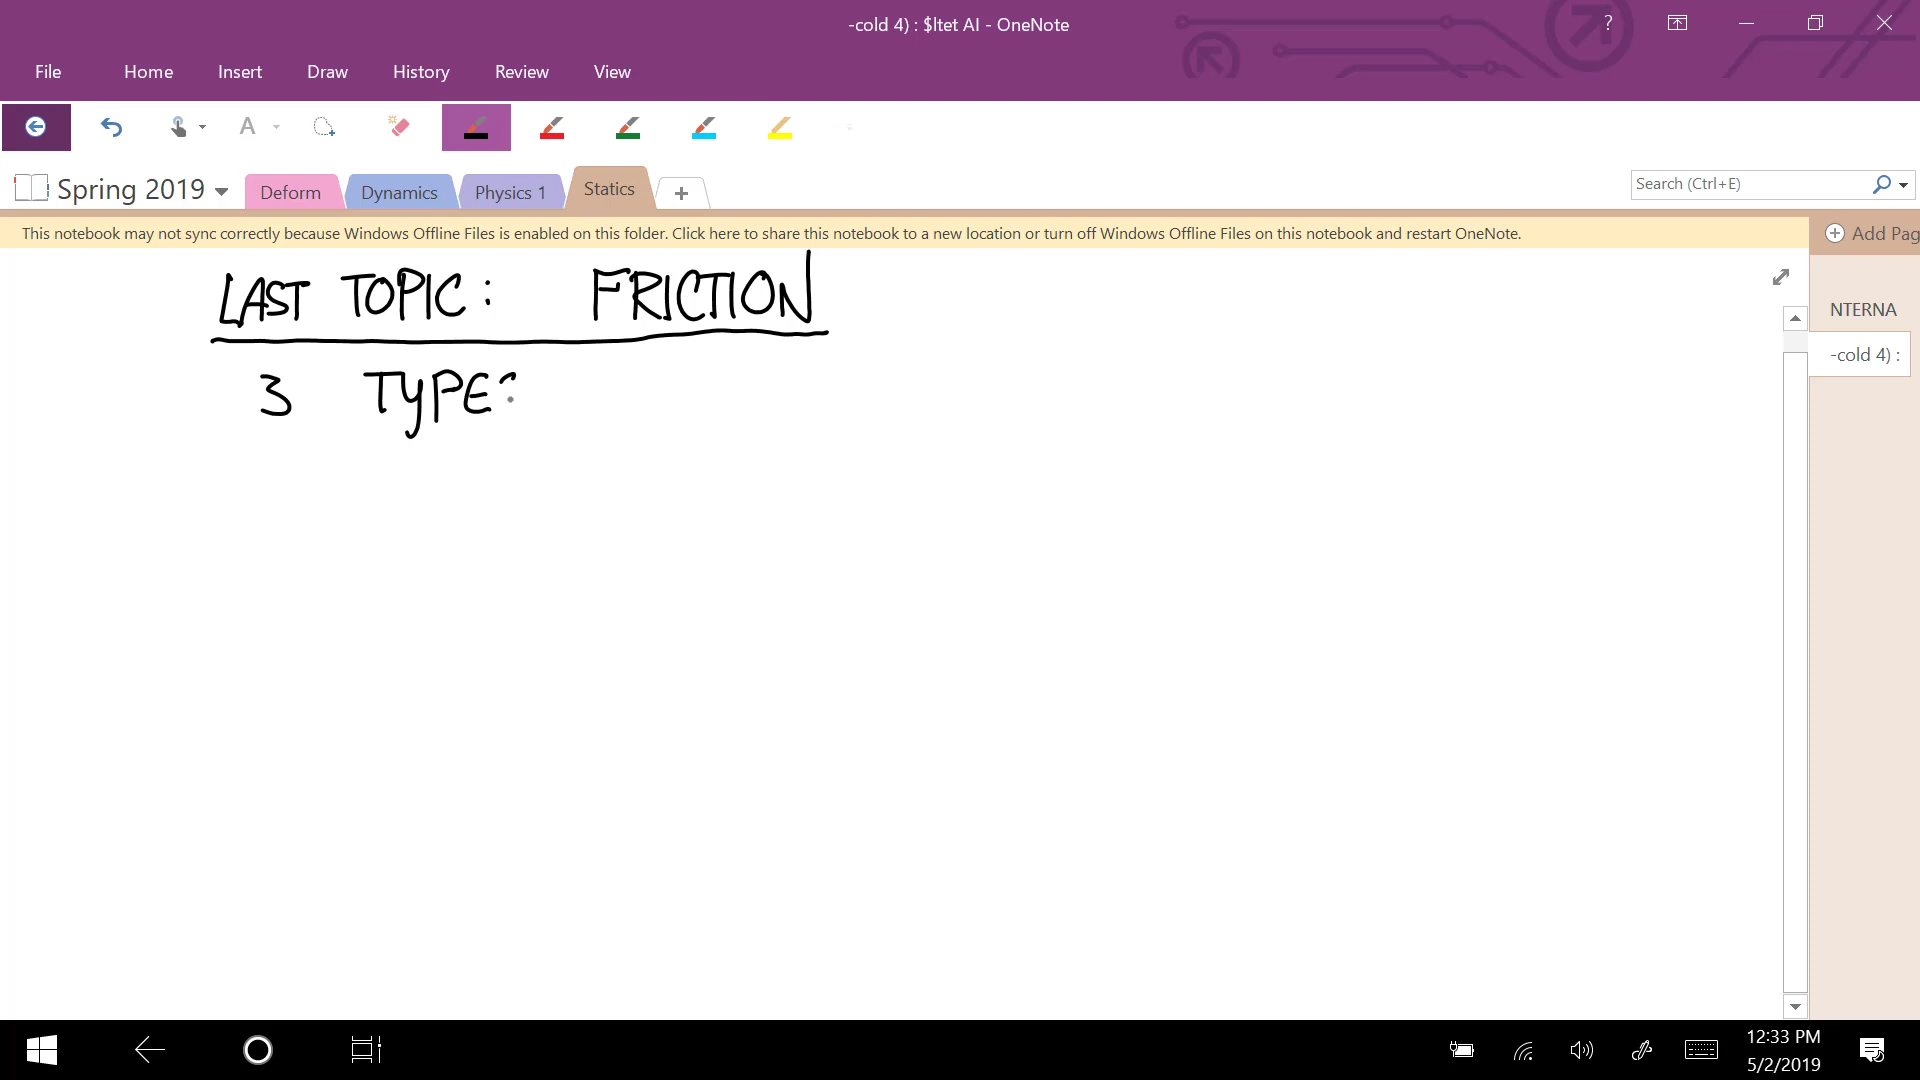 -cold 4) : $ltet AI - OneNote
?
File Home Insert Draw History Review View
A
Spring 2019 Deform Dynamics Physics 1 Statics +
Search (Ctrl+E)
This notebook may not sync correctly because Windows Offline Files is enabled on this folder. Click here to share this notebook to a new location or turn off Windows Offline Files on this notebook and restart OneNote.
Add Pag
LAST TOPIC: FRICTION
NTERNA
-cold 4) :
3 TYPE
12:33 PM
5/2/2019